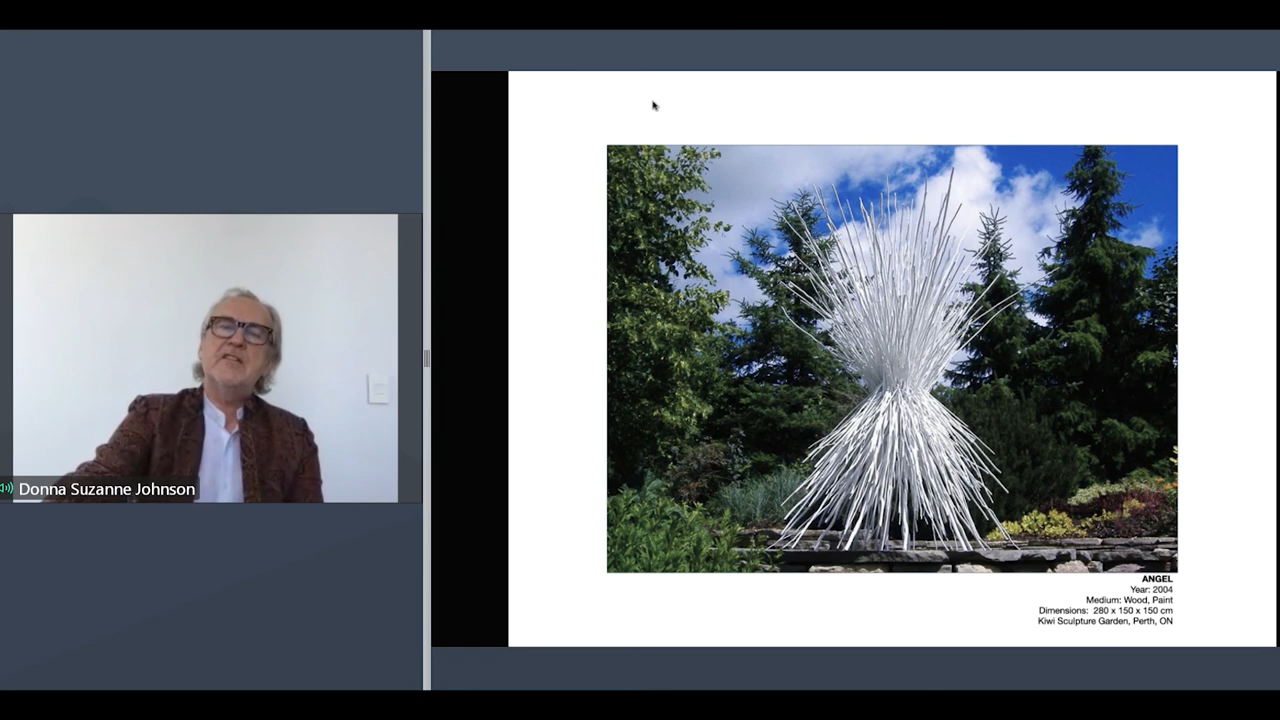 Donna Suzanne Johnson
ANGEL
Year: 2004
Medium: Wood, Paint
Dimensions: 280 x 150 x 150 cm
Kiwi Sculpture Garden, Perth, ON